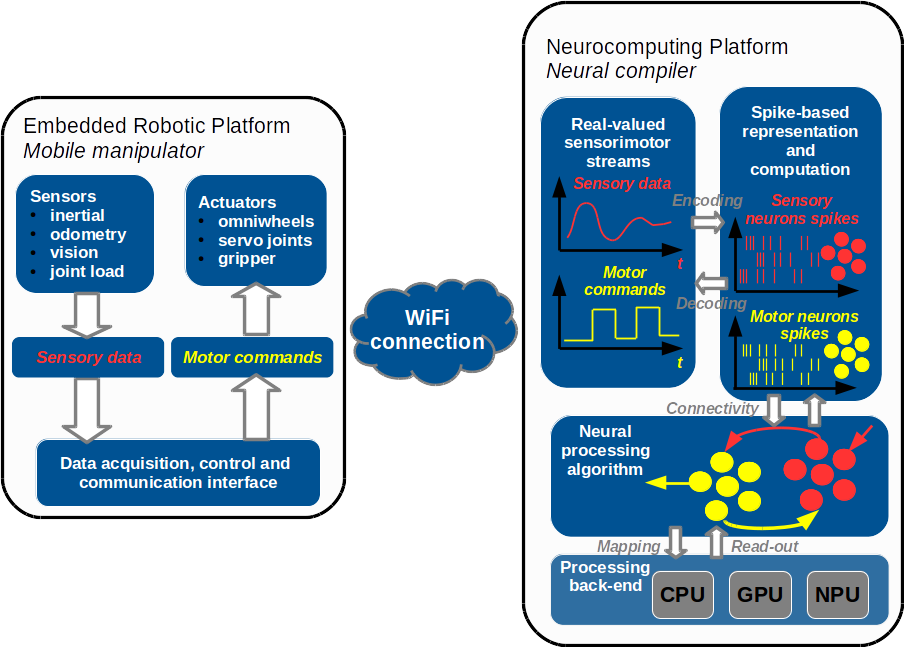 Embedded Robotic Platform
Mobile manipulator
Sensors
• inertial
• odometry
• vision
• joint load
Actuators
• omniwheels
• servo joints
• gripper
Sensory data
Motor commands
Data acquisition, control and
communication interface
WiFi
connection
Neurocomputing Platform
Neural compiler
Real-valued
sensorimotor
streams
Sensory data
t
Motor
commands
t
Encoding
Decoding
Spike-based
representation
and
computation
Sensory
neurons spikes
Motor neurons
spikes
Connectivity
Neural
processing
algorithm
Mapping
Read-out
Processing
back-end
CPU
GPU
NPU